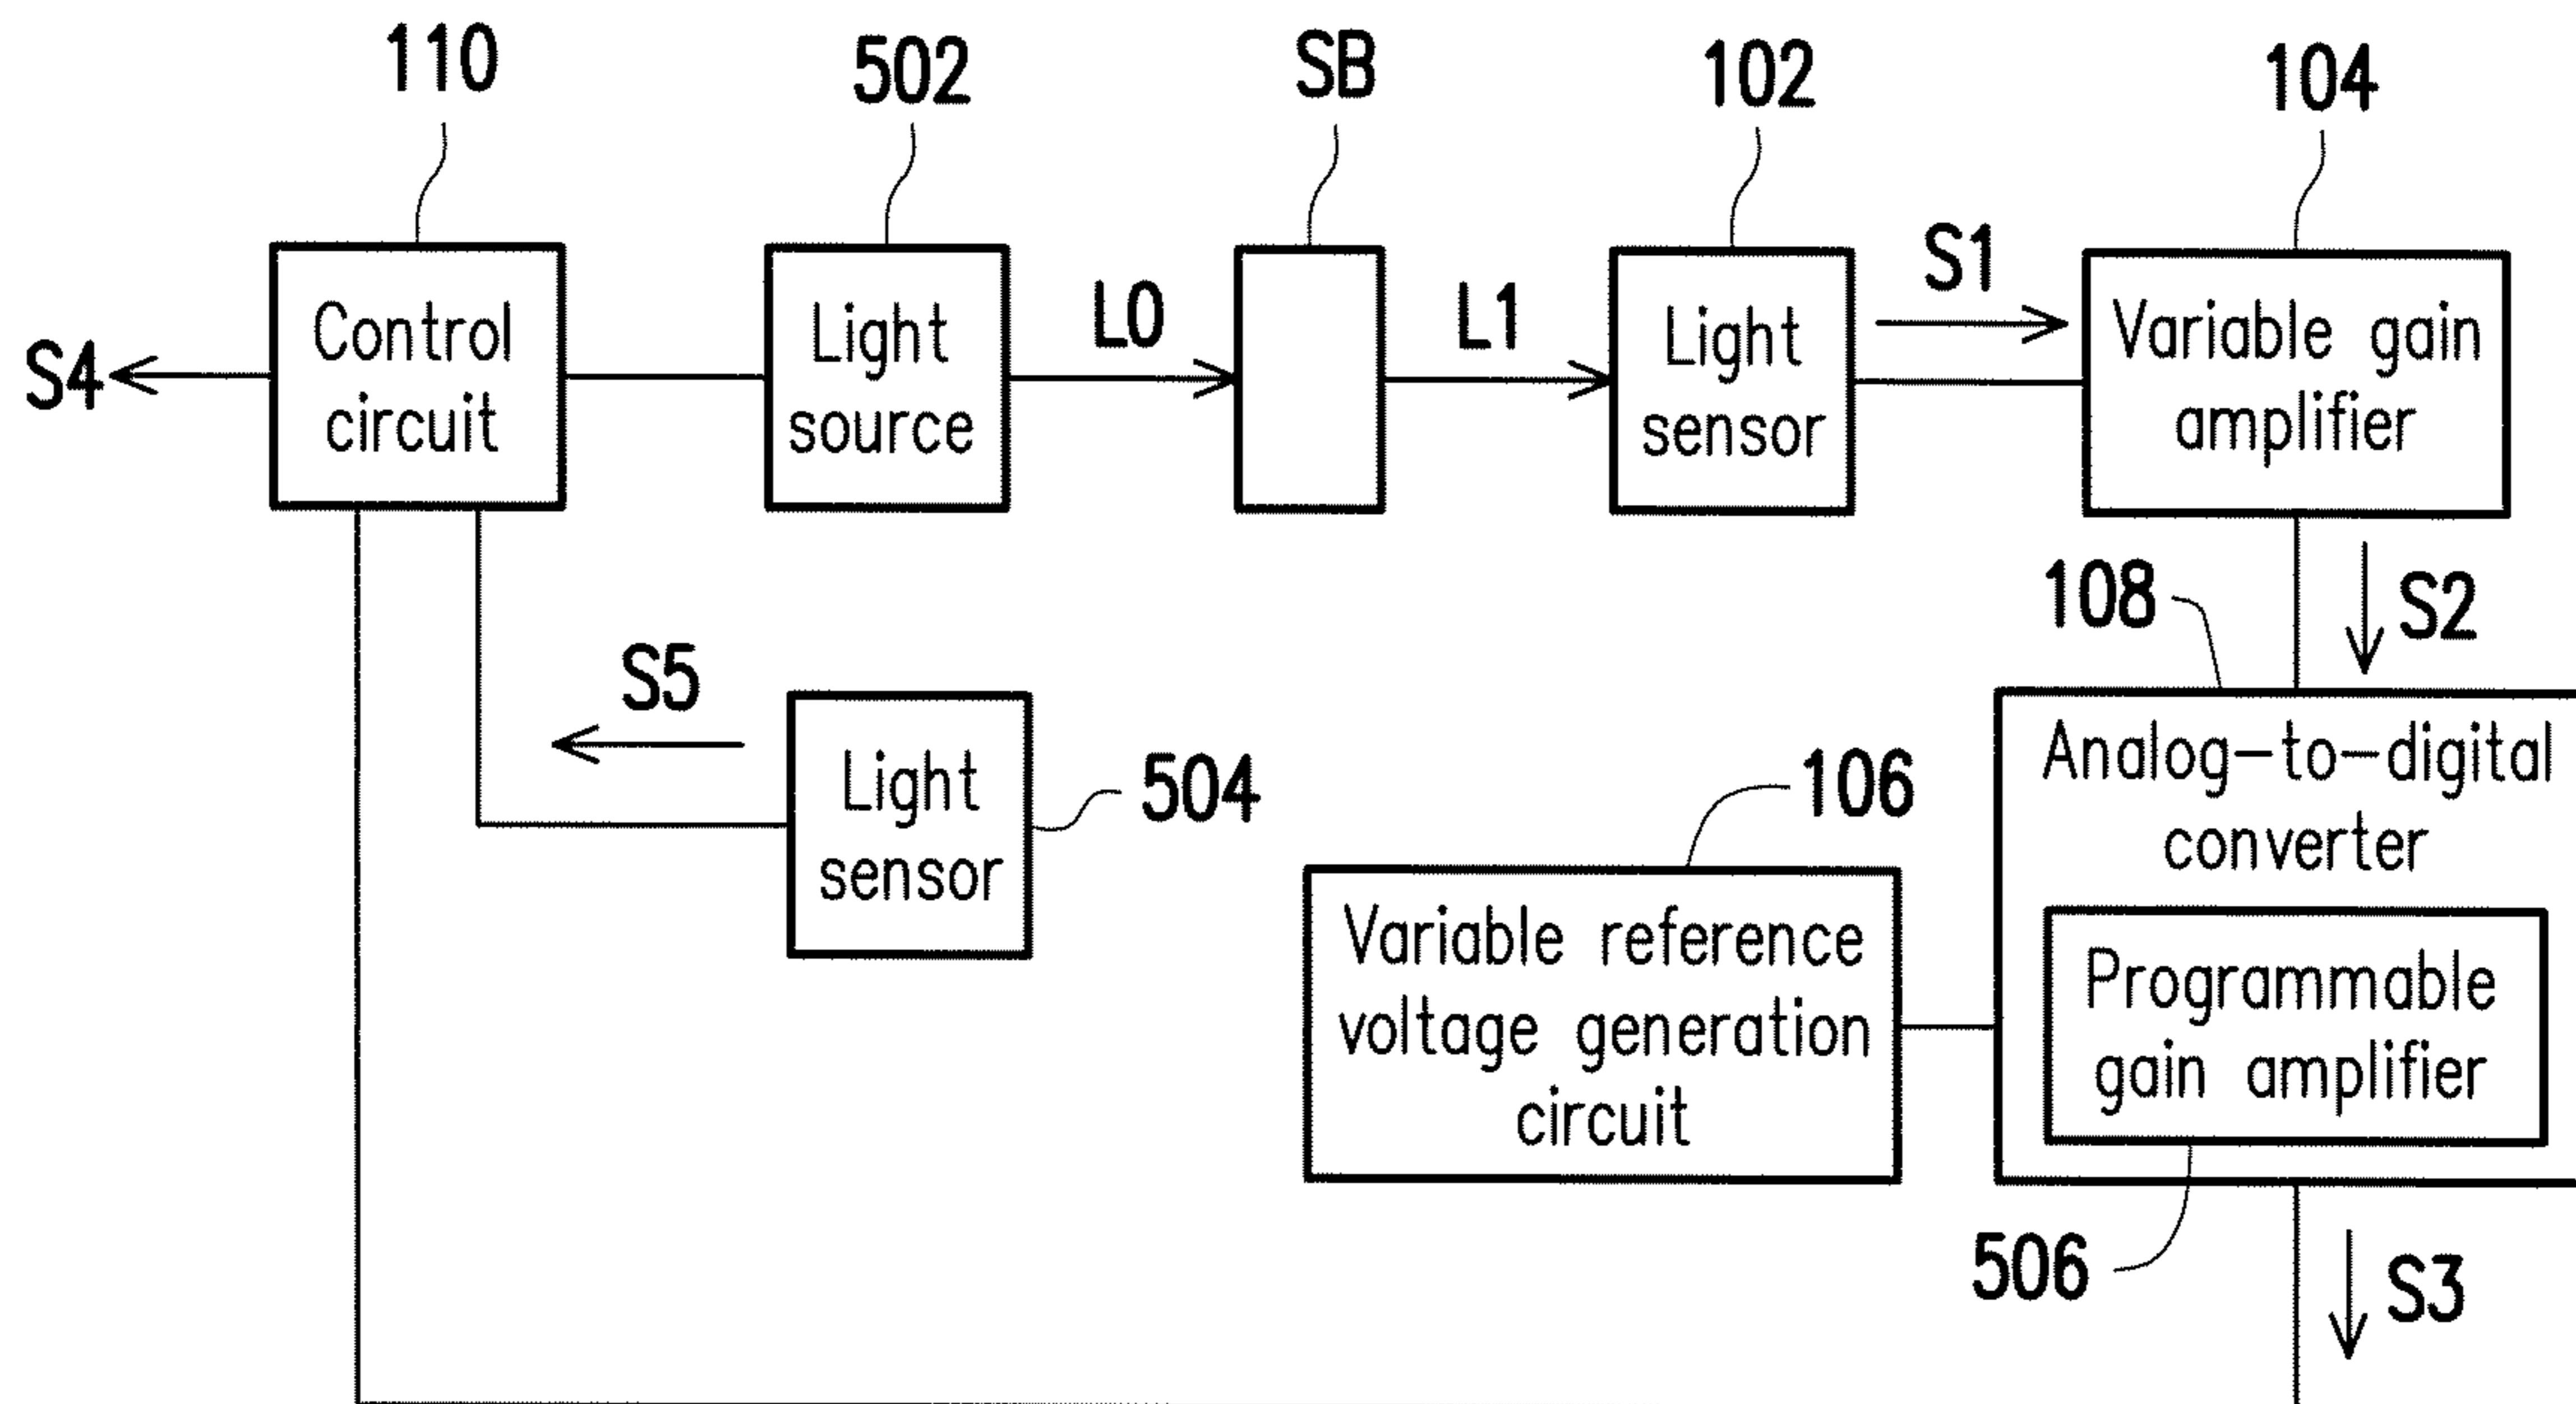 110
502
SB
102
104
S4
Control
circuit
Light
source
L0
L1
Light
sensor
S1
Variable gain
amplifier
108
S2
S5
Light
sensor
504
106
Variable reference
voltage generation
circuit
Analog-to-digital
converter
Programmable
gain amplifier
506
S3